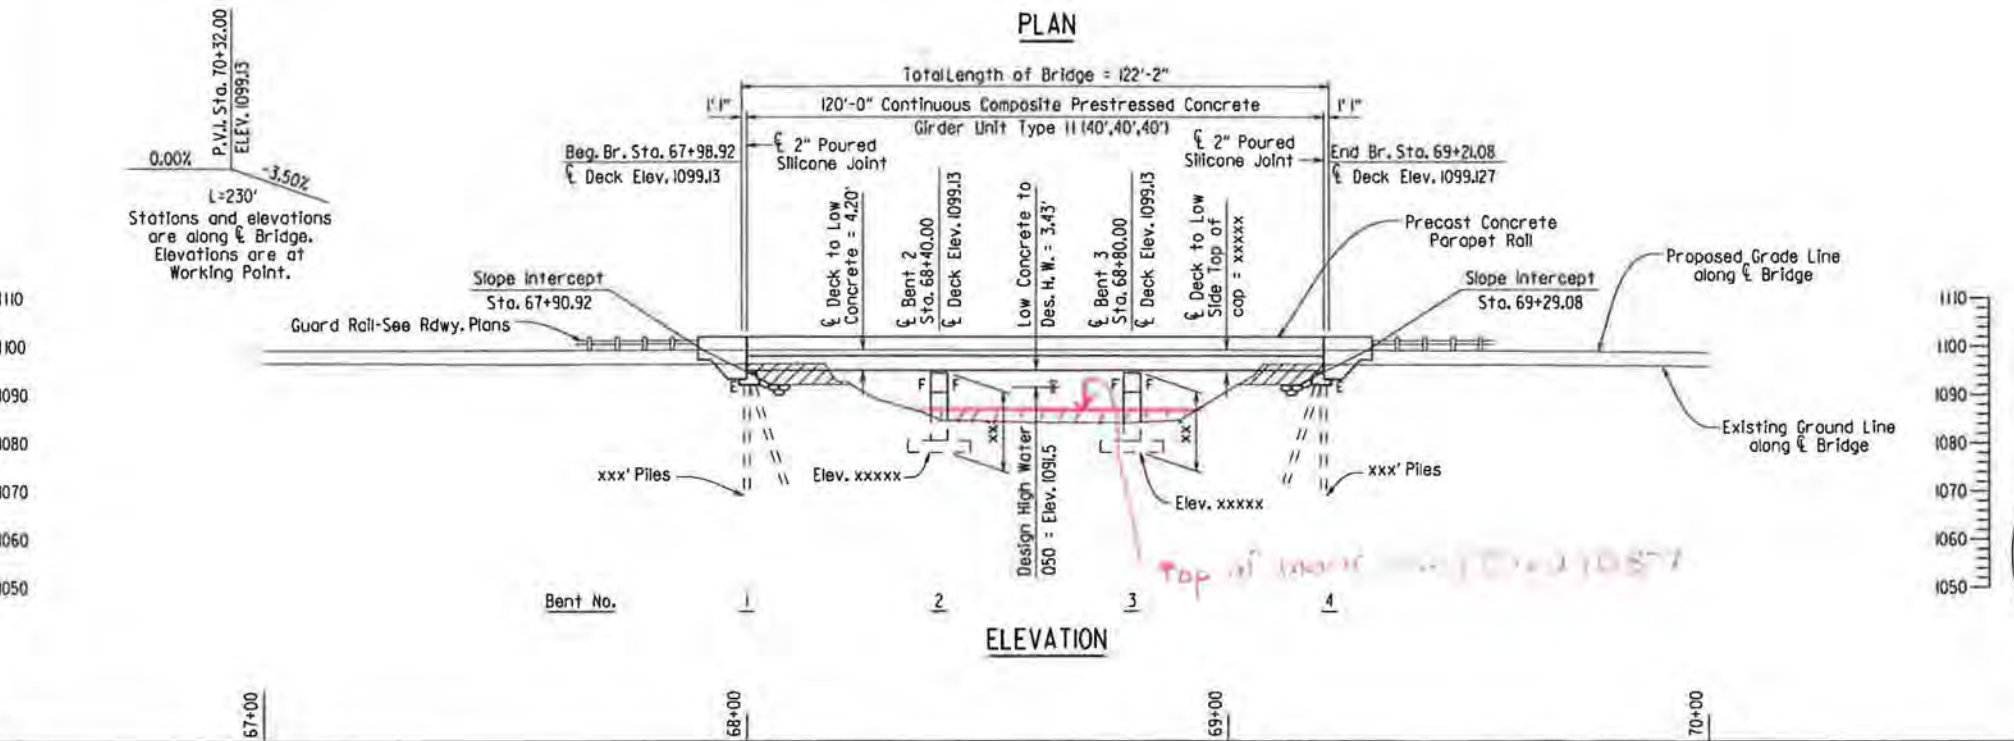 PLAN
Total Length of Bridge = 122'-2"
1'1"
120'-0" Continuous Composite Prestressed Concrete
Girder Unit Type II (40',40',40')
1'1"
P.V.I. Sta. 70+32.00
ELEV. 1099.13
0.00%
-3.50%
L=230'
Stations and elevations
are along ℄ Bridge.
Elevations are at
Working Point.
Beg. Br. Sta. 67+98.92
℄ Deck Elev. 1099.13
℄ 2" Poured
Silicone Joint
℄ 2" Poured
Silicone Joint
End Br. Sta. 69+21.08
℄ Deck Elev. 1099.127
℄ Deck to Low
Concrete = 4.20'
℄ Bent 2
Sta. 68+40.00
℄ Deck Elev. 1099.13
Low Concrete to
Des. H. W. = 3.43'
℄ Bent 3
Sta. 68+80.00
℄ Deck Elev. 1099.13
℄ Deck to Low
Side Top of
cap = xxxxx
Precast Concrete
Parapet Rail
Proposed Grade Line
along ℄ Bridge
Slope Intercept
Sta. 67+90.92
Slope Intercept
Sta. 69+29.08
Guard Rail-See Rdwy. Plans
1110
1100
1090
1080
1070
1060
1050
1110
1100
1090
1080
1070
1060
1050
E
F
F
F
F
E
xx'
xx'
Existing Ground Line
along ℄ Bridge
xxx' Piles
Elev. xxxxx
Design High Water
Q50 = Elev. 1091.5
Elev. xxxxx
xxx' Piles
Top of
Bent No.
1
2
3
4
ELEVATION
67+00
68+00
69+00
70+00